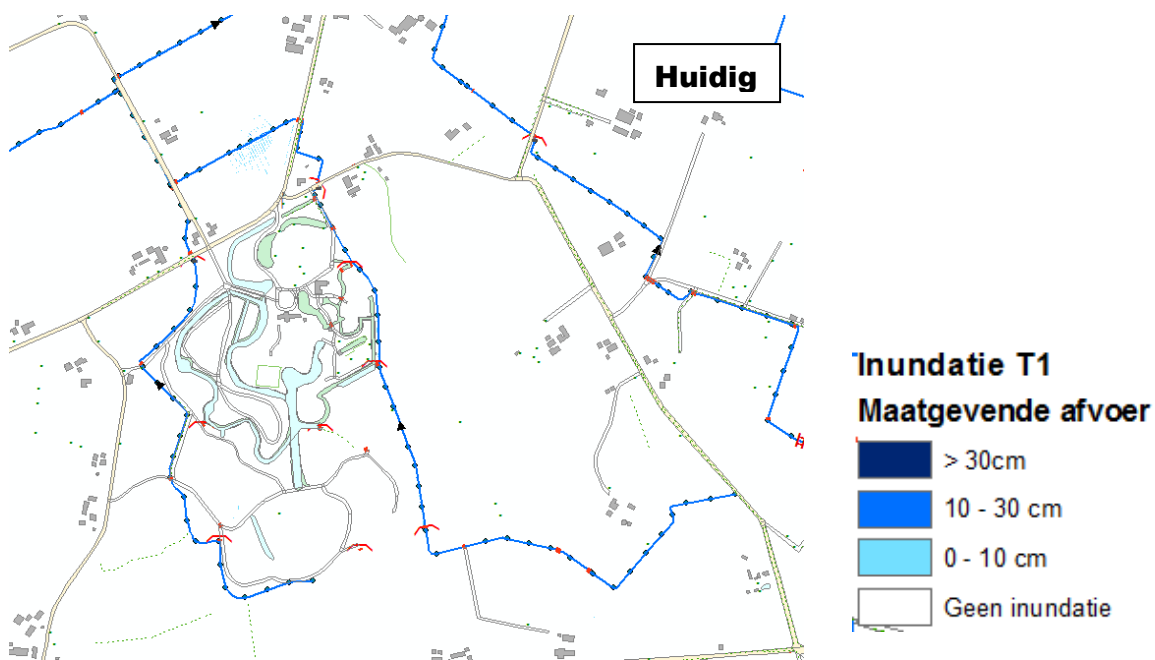 Huidig
Inundatie T1
Maatgevende afvoer
> 30cm
10 - 30 cm
0 - 10 cm
Geen inundatie